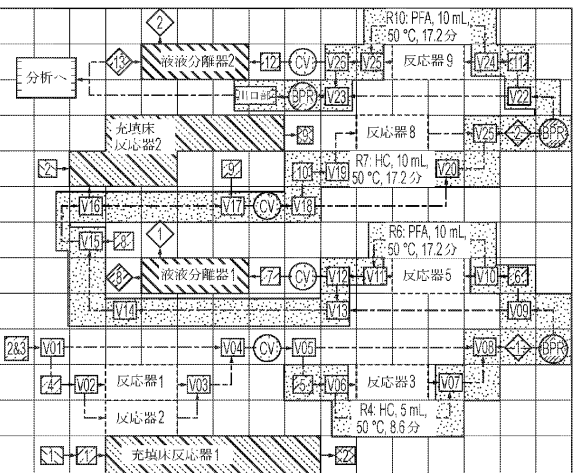 R10: PFA, 10 mL,
50 °C, 17.2分
2
13
液液分離器2
12
CV
V26
V25
反応器9
V24
11
分析へ
出口部
BPR
V23
V22
充填床
反応器2
9
反応器8
V25
2
BPR
2
9
10
V19
R7: HC, 10 mL,
50 °C, 17.2分
V20
V16
V17
CV
V18
V15
8
1
R6: PFA, 10 mL,
50 °C, 17.2分
8
液液分離器1
7
CV
V12
V11
反応器5
V10
6
V14
V13
V09
2&3
V01
V04
CV
V05
V08
1
BPR
4
V02
反応器1
V03
5
V06
反応器3
V07
反応器2
R4: HC, 5 mL,
50 °C, 8.6分
1
1
充填床反応器1
2